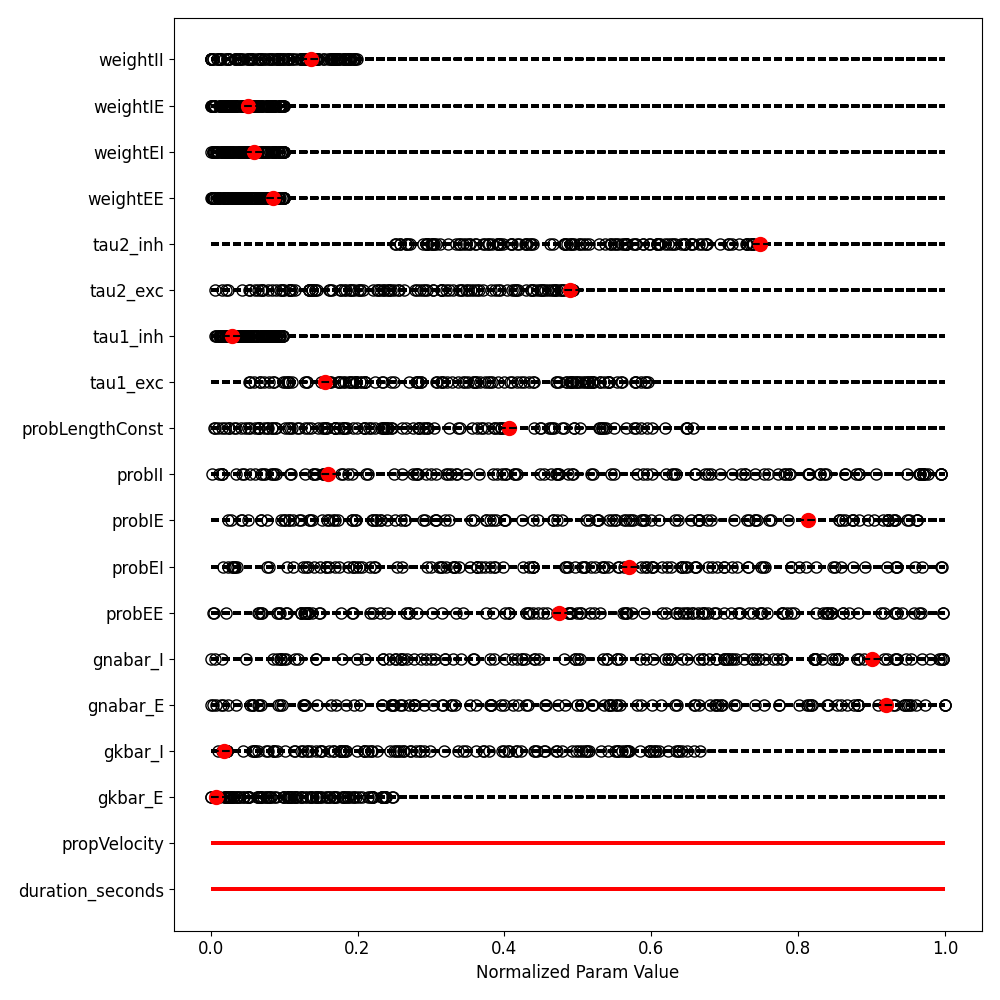 weightII
weightIE
weightEI
weightEE
tau2_inh
tau2_exc
tau1_inh
tau1_exc
probLengthConst
probII
probIE
probEI
probEE
gnabar_I
gnabar_E
gkbar_I
gkbar_E
propVelocity
duration_seconds
0.0 0.2 0.4 0.6 0.8 1.0
Normalized Param Value